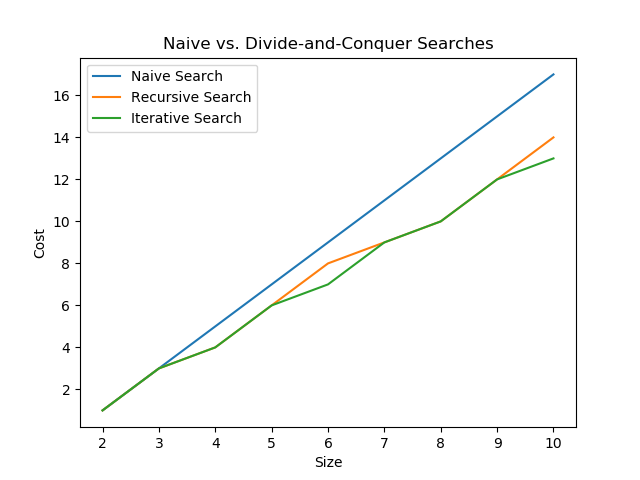 Naive vs. Divide-and-Conquer Searches
Naive Search
Recursive Search
Iterative Search
16
14
12
10
8
6
4
2
Cost
2 3 4 5 6 7 8 9 10
Size